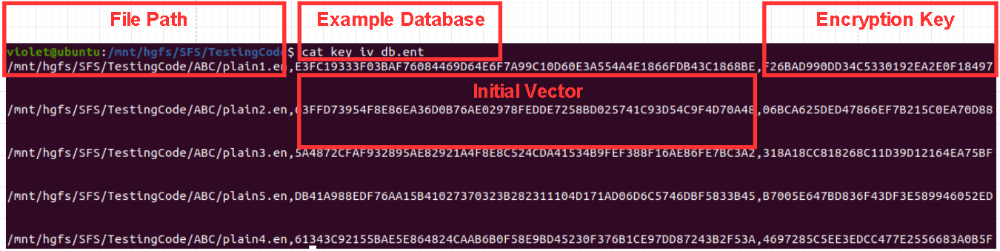 File Path
Example Database
Encryption Key
violet@ubuntu:/mnt/hgfs/SFS/TestingCode$ cat key_iv_db.ent
/mnt/hgfs/SFS/TestingCode/ABC/plain1.en,E3FC19333F03BAF76084469D64E6F7A99C10D60E3A554A4E1866FDB43C1868BE,F26BAD990DD34C5330192EA2E0F18497
Initial Vector
/mnt/hgfs/SFS/TestingCode/ABC/plain2.en,63FFD73954F8E86EA36D0B76AE02978FEDDE7258BD025741C93D54C9F4D70A48,06BCA625DED47866EF7B215C0EA70D88
/mnt/hgfs/SFS/TestingCode/ABC/plain3.en,5A4872CFAF932895AE82921A4F8E8C524CDA41534B9FEF388F16AE86FE7BC3A2,318A18CC818268C11D39D12164EA75BF
/mnt/hgfs/SFS/TestingCode/ABC/plain5.en,DB41A988EDF76AA15B41027370323B282311104D171AD06D6C5746DBF5833B45,B7005E647BD836F43DF3E589946052ED
/mnt/hgfs/SFS/TestingCode/ABC/plain4.en,61343C92155BAE5E864824CAAB6B0F58E9BD45230F376B1CE97DD87243B2F53A,4697285C5EE3EDCC477E2556683A0B5F